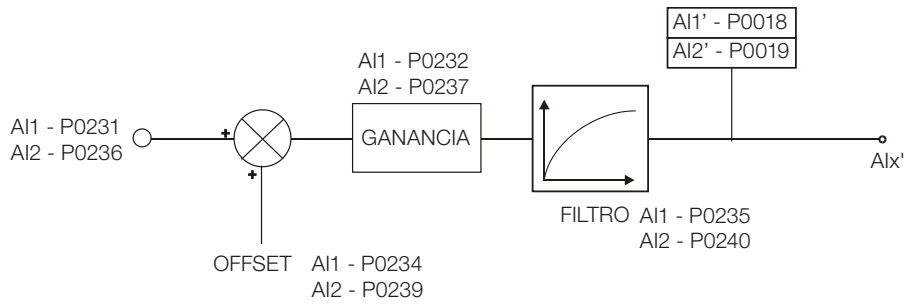 AI1' - P0018
AI2' - P0019
AI1 - P0232
AI2 - P0237
AI1 - P0231
AI2 - P0236
+
GANANCIA
AIx'
+
FILTRO AI1 - P0235
AI2 - P0240
OFFSET AI1 - P0234
AI2 - P0239